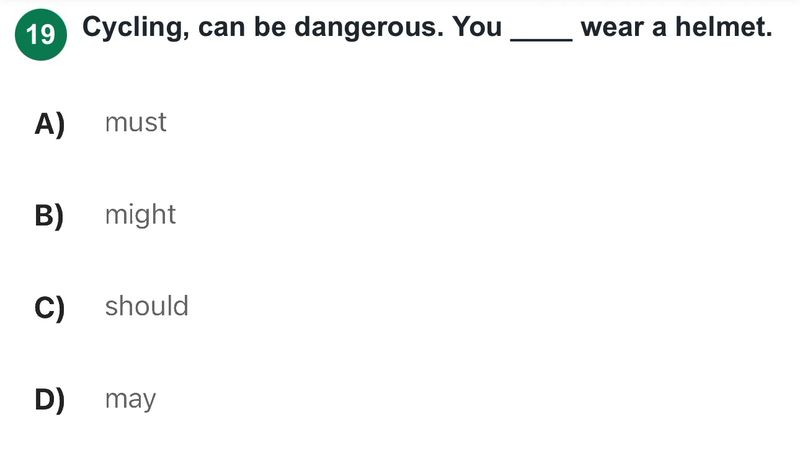 19 Cycling, can be dangerous. You ____ wear a helmet.
A) must
B) might
C) should
D) may